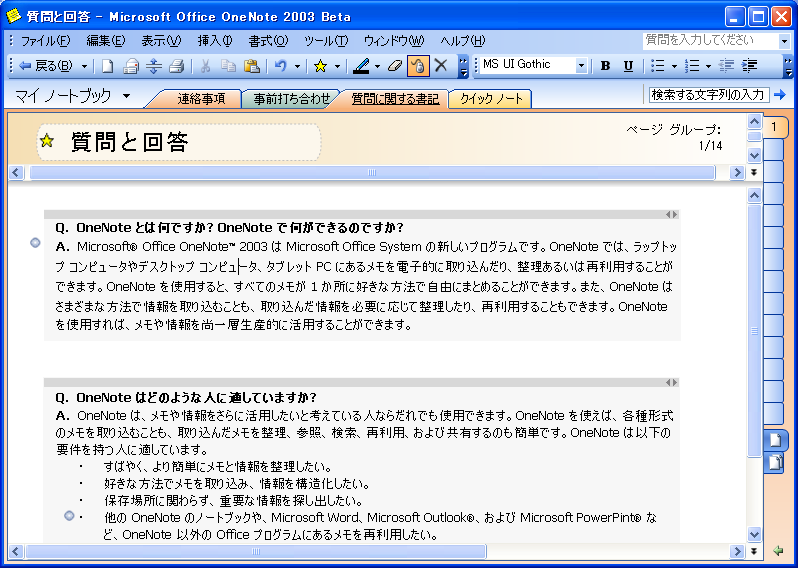 質問と回答 - Microsoft Office OneNote 2003 Beta
ファイル(F) 編集(E) 表示(V) 挿入(I) 書式(O) ツール(T) ウィンドウ(W) ヘルプ(H) 質問を入力してください
戻る(B) MS UI Gothic B U
マイ ノートブック 連絡事項 事前打ち合わせ 質問に関する書記 クイック ノート 検索する文字列の入力
質問と回答
ページ グループ:
1/14
1
Q. OneNote とは何ですか? OneNote で何ができるのですか?
A. Microsoft® Office OneNote™ 2003 は Microsoft Office System の新しいプログラムです。OneNote では、ラップトッ
プ コンピュータやデスクトップ コンピュータ、タブレット PC にあるメモを電子的に取り込んだり、整理あるいは再利用することが
できます。OneNote を使用すると、すべてのメモが 1 か所に好きな方法で自由にまとめることができます。また、OneNote は
さまざまな方法で情報を取り込むことも、取り込んだ情報を必要に応じて整理したり、再利用することもできます。OneNote
を使用すれば、メモや情報を尚一層生産的に活用することができます。
Q. OneNote はどのような人に適していますか?
A. OneNote は、メモや情報をさらに活用したいと考えている人ならだれでも使用できます。OneNote を使えば、各種形式
のメモを取り込むことも、取り込んだメモを整理、参照、検索、再利用、および共有するのも簡単です。OneNote は以下の
要件を持つ人に適しています。
・ すばやく、より簡単にメモと情報を整理したい。
・ 好きな方法でメモを取り込み、情報を構造化したい。
・ 保存場所に関わらず、重要な情報を探し出したい。
・ 他の OneNote のノートブックや、Microsoft Word、Microsoft Outlook®、および Microsoft PowerPint® な
ど、OneNote 以外の Office プログラムにあるメモを再利用したい。